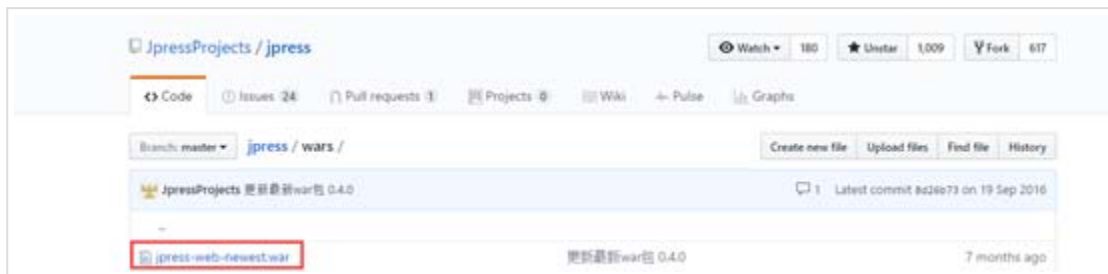 JpressProjects / jpress
Watch 180 Unstar 1,009 Fork 617
Code Issues 24 Pull requests 1 Projects 0 Wiki Pulse Graphs
Branch: master jpress / wars / Create new file Upload files Find file History
JpressProjects 更新最新war包 0.4.0 1 Latest commit 8d26b73 on 19 Sep 2016
..
jpress-web-newest.war 更新最新war包 0.4.0 7 months ago